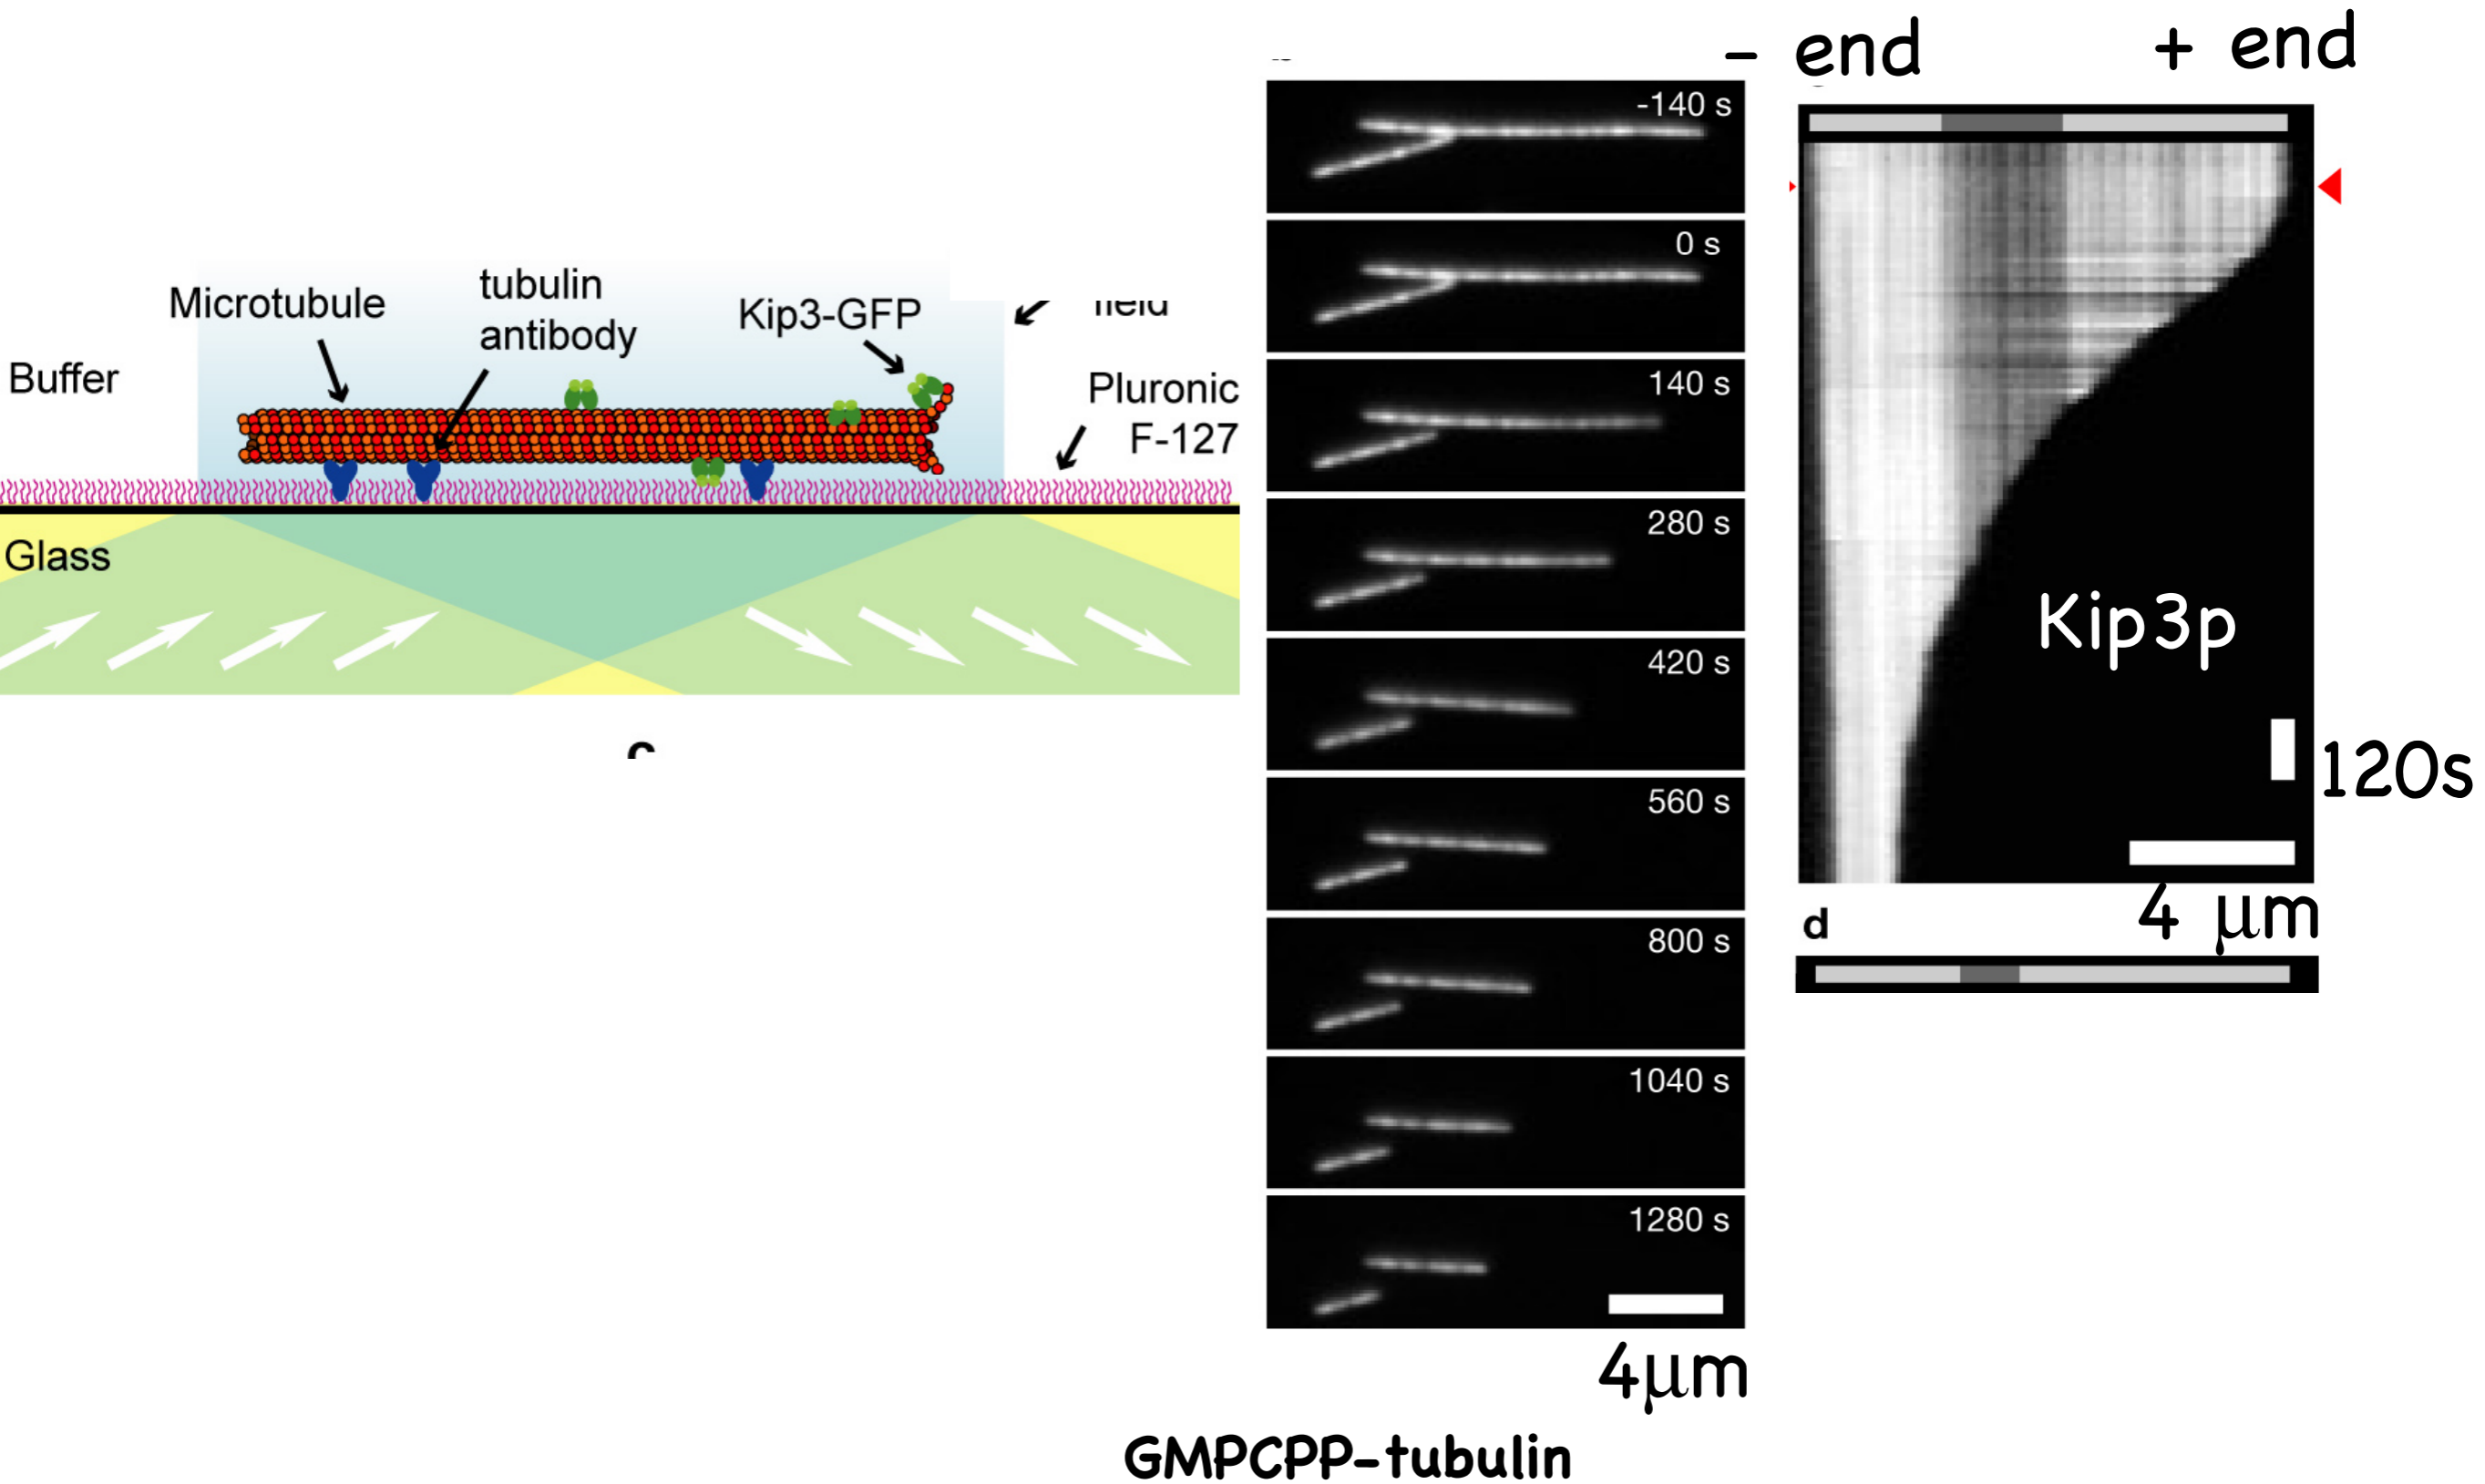 Microtubule
tubulin
antibody
Kip3-GFP
field
Buffer
Pluronic
F-127
Glass
c
-140 s
0 s
140 s
280 s
420 s
560 s
800 s
1040 s
1280 s
4μm
GMPCPP-tubulin
- end
+ end
Kip3p
120s
4 μm
d